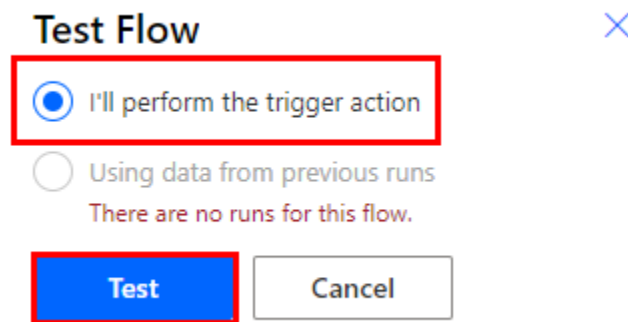 Test Flow
I'll perform the trigger action
Using data from previous runs
There are no runs for this flow.
Test
Cancel